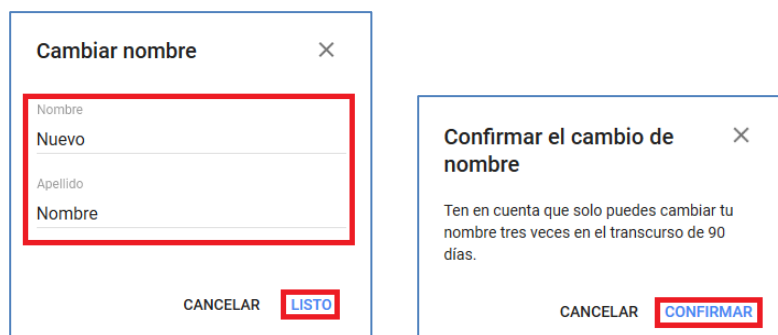 Cambiar nombre
Nombre
Nuevo
Apellido
Nombre
CANCELAR LISTO
Confirmar el cambio de
nombre
Ten en cuenta que solo puedes cambiar tu
nombre tres veces en el transcurso de 90
días.
CANCELAR CONFIRMAR